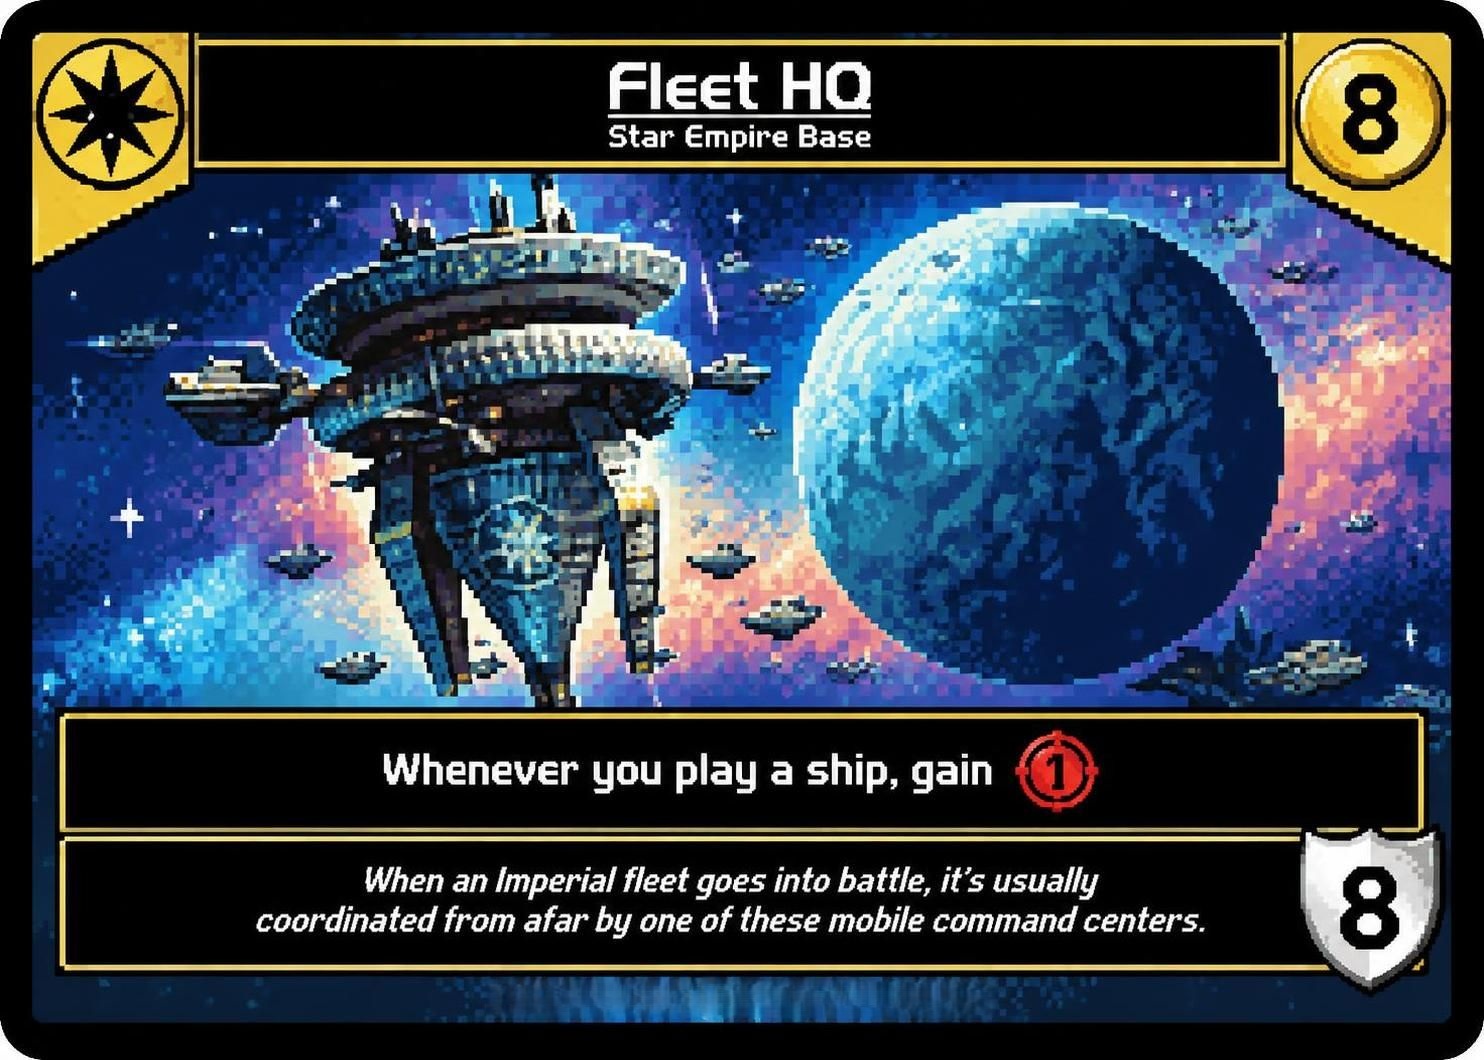 Fleet HQ
8
Star Empire Base
Whenever you play a ship, gain 1
When an Imperial fleet goes into battle, it's usually
coordinated from afar by one of these mobile command centers.
8